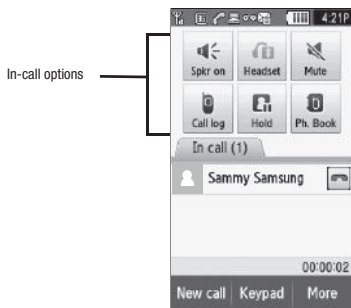 4:21P
In-call options
Spkr on Headset Mute
Call log Hold Ph. Book
In call (1)
Sammy Samsung
00:00:02
New call Keypad More